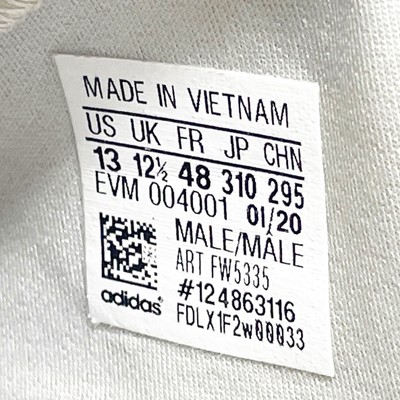 MADE IN VIETNAM
US UK FR JP CHN
13 12½ 48 310 295
EVM 004001 01/20
MALE/MÂLE
ART FW5335
#124863116
adidas®
FDLX1F2w00033